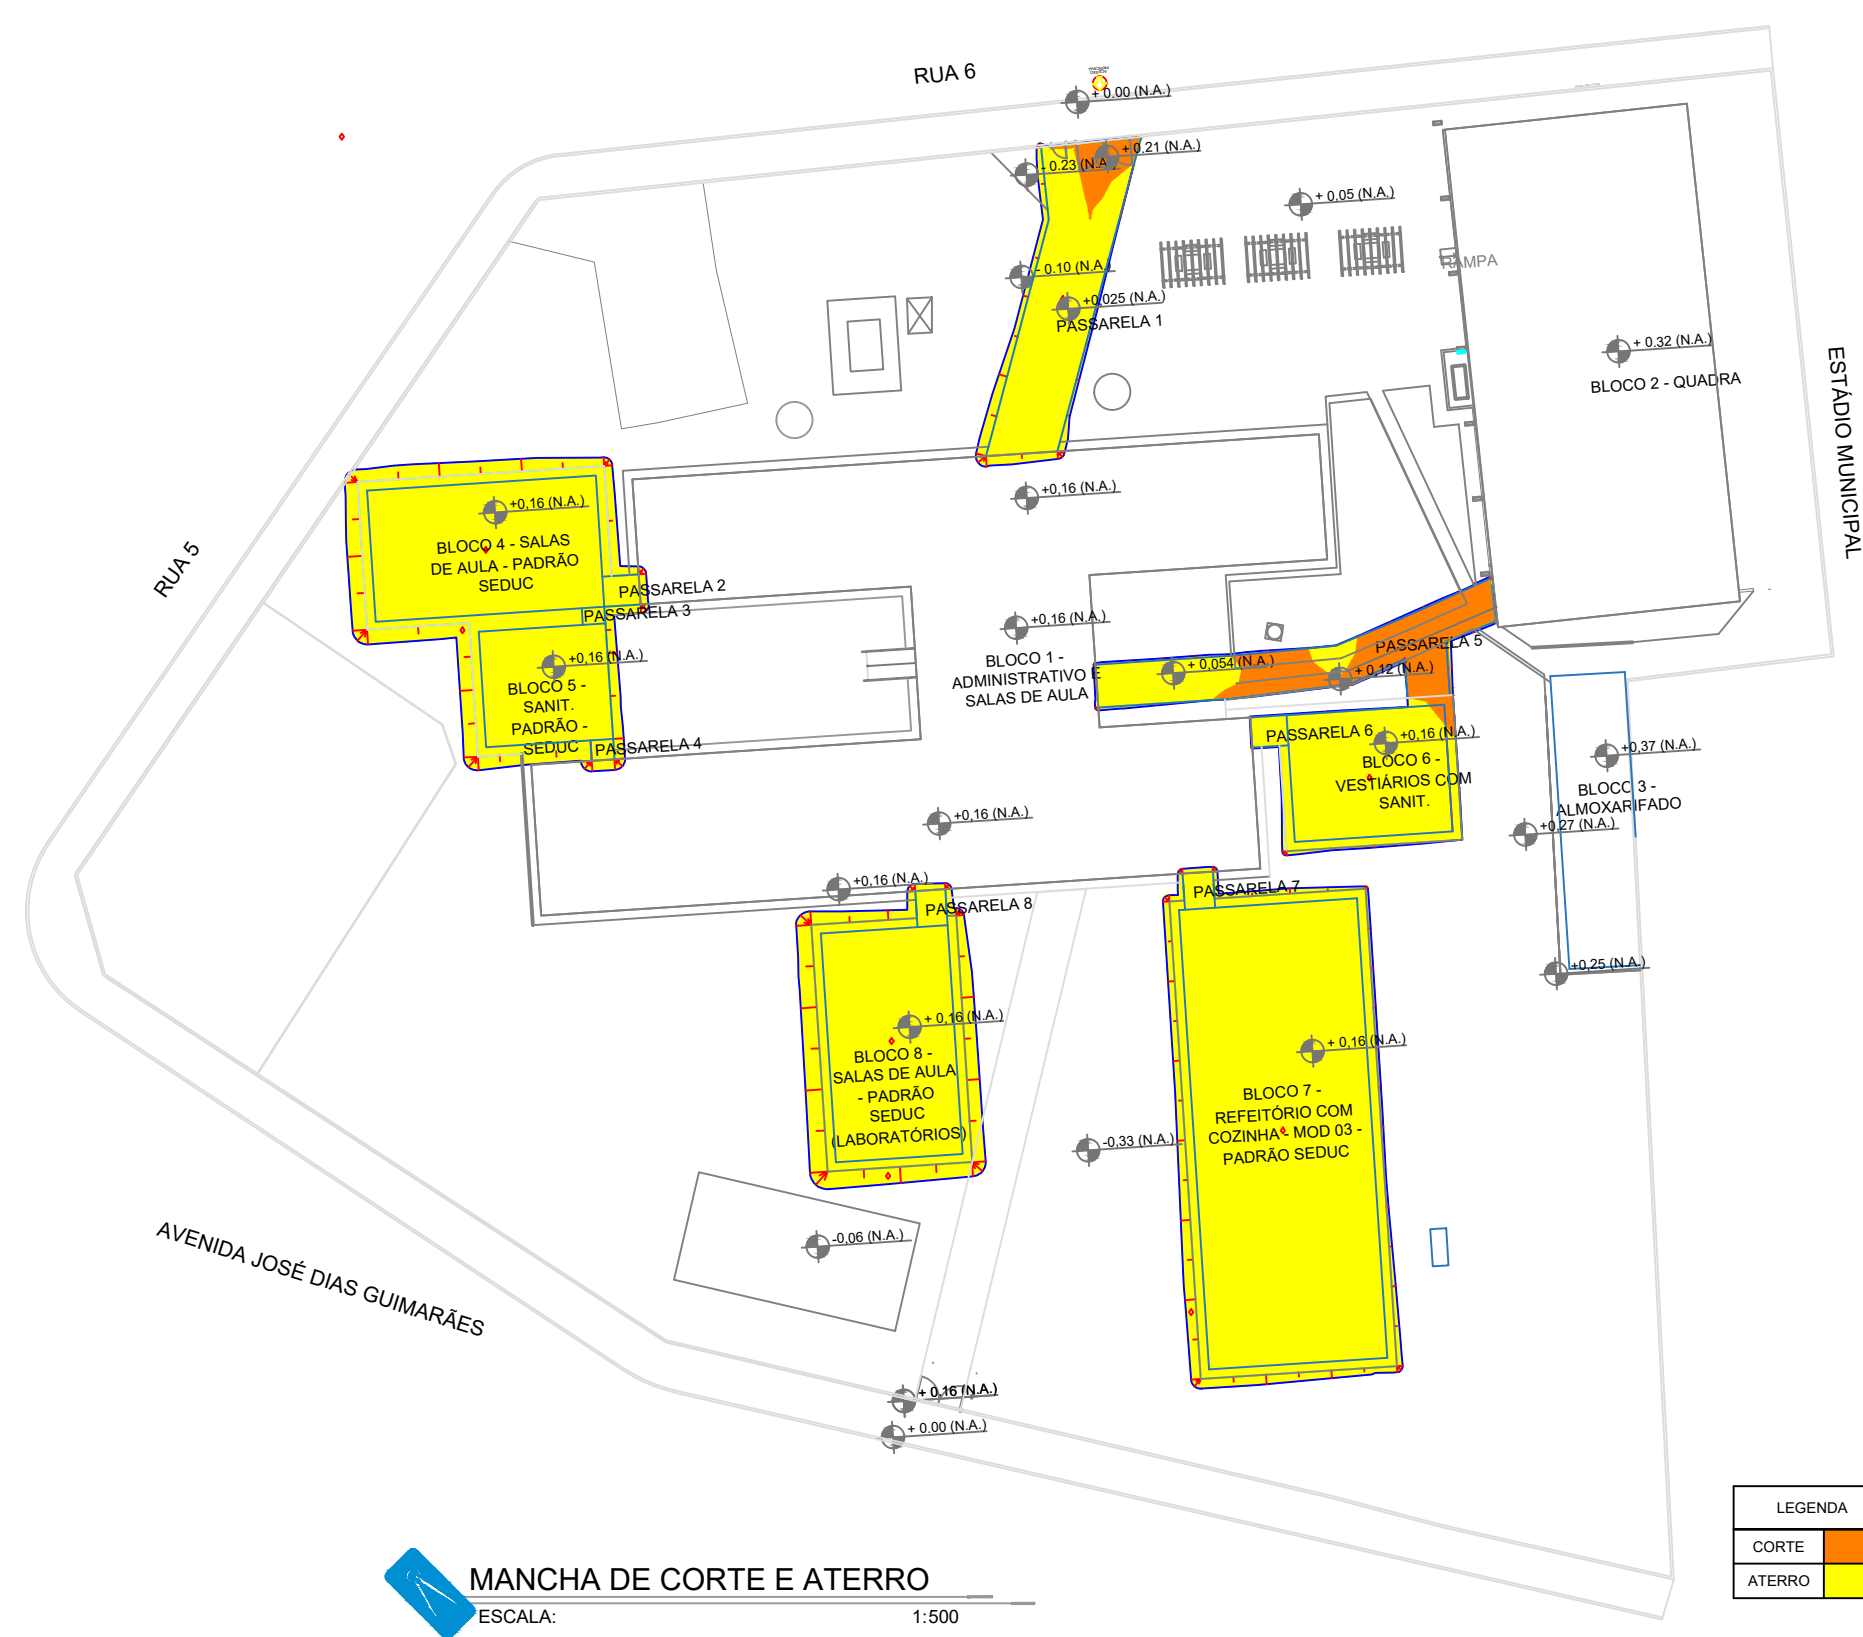 RUA 6
+ 0.00 (N.A.)
+ 0.21 (N.A.)
- 0.23 (N.A.)
+ 0,05 (N.A.)
- 0.10 (N.A.)
+0,025 (N.A.)
PASSARELA 1
RAMPA
+ 0.32 (N.A.)
BLOCO 2 - QUADRA
ESTÁDIO MUNICIPAL
RUA 5
+0,16 (N.A.)
BLOCO 4 - SALAS
DE AULA - PADRÃO
SEDUC
+0,16 (N.A.)
PASSARELA 2
PASSARELA 3
+0,16 (N.A.)
BLOCO 5 -
SANIT.
PADRÃO -
SEDUC
PASSARELA 4
+0,16 (N.A.)
BLOCO 1 -
ADMINISTRATIVO E
SALAS DE AULA
+ 0,054 (N.A.)
PASSARELA 5
+ 0,12 (N.A.)
PASSARELA 6
+0,16 (N.A.)
BLOCO 6 -
VESTIÁRIOS COM
SANIT.
+0,37 (N.A.)
BLOCO 3 -
ALMOXARIFADO
+0,27 (N.A.)
+0,16 (N.A.)
+0,16 (N.A.)
PASSARELA 7
PASSARELA 8
+0,25 (N.A.)
+ 0,16 (N.A.)
BLOCO 8 -
SALAS DE AULA
- PADRÃO
SEDUC
(LABORATÓRIOS)
+ 0,16 (N.A.)
BLOCO 7 -
REFEITÓRIO COM
COZINHA - MOD 03 -
PADRÃO SEDUC
-0,33 (N.A.)
-0,06 (N.A.)
AVENIDA JOSÉ DIAS GUIMARÃES
+ 0,16 (N.A.)
+ 0.00 (N.A.)
LEGENDA
CORTE
ATERRO
MANCHA DE CORTE E ATERRO
ESCALA: 1:500